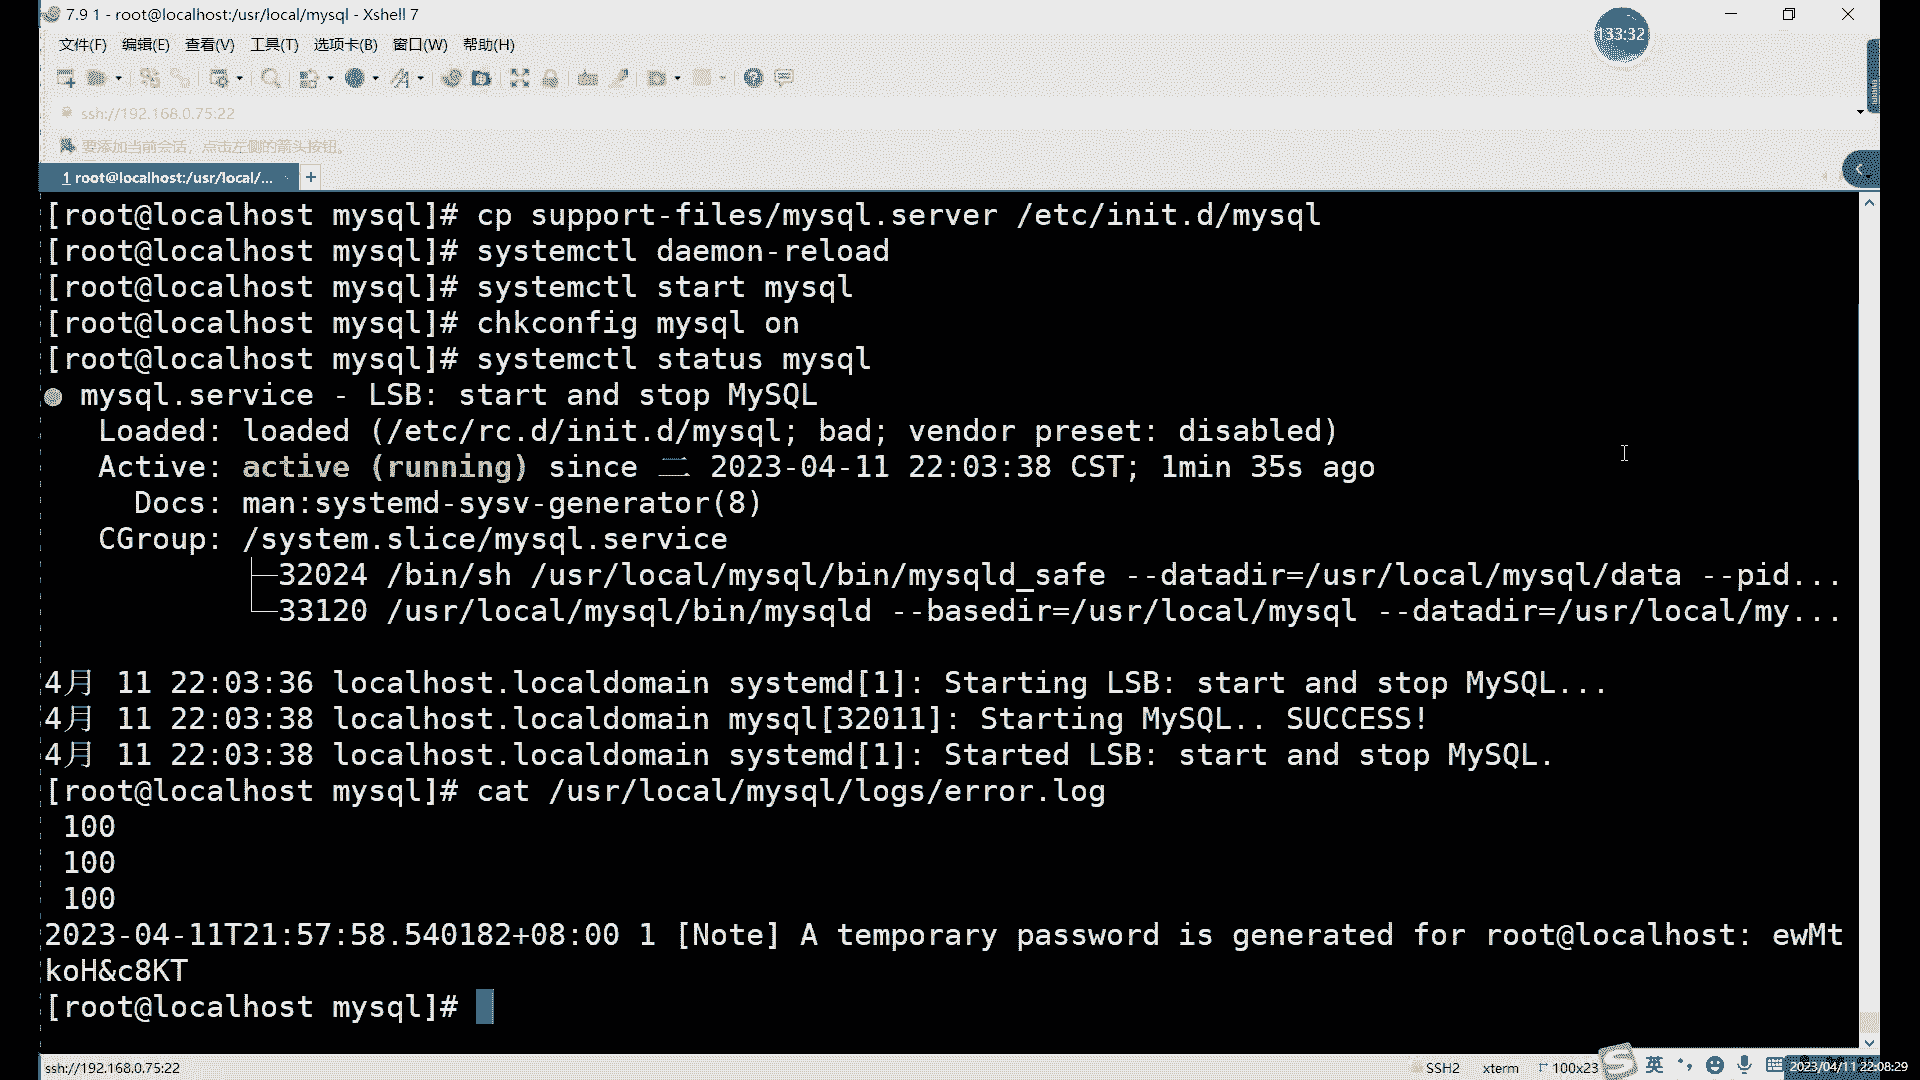 7.9 1 - root@localhost:/usr/local/mysql - Xshell 7
133:32
文件(F) 编辑(E) 查看(V) 工具(T) 选项卡(B) 窗口(W) 帮助(H)
ssh://192.168.0.75:22
要添加当前会话，点击左侧的箭头按钮。
1 root@localhost:/usr/local/... +
[root@localhost mysql]# cp support-files/mysql.server /etc/init.d/mysql
[root@localhost mysql]# systemctl daemon-reload
[root@localhost mysql]# systemctl start mysql
[root@localhost mysql]# chkconfig mysql on
[root@localhost mysql]# systemctl status mysql
● mysql.service - LSB: start and stop MySQL
Loaded: loaded (/etc/rc.d/init.d/mysql; bad; vendor preset: disabled)
Active: active (running) since 二 2023-04-11 22:03:38 CST; 1min 35s ago
Docs: man:systemd-sysv-generator(8)
CGroup: /system.slice/mysql.service
├─32024 /bin/sh /usr/local/mysql/bin/mysqld_safe --datadir=/usr/local/mysql/data --pid...
└─33120 /usr/local/mysql/bin/mysqld --basedir=/usr/local/mysql --datadir=/usr/local/my...
4月 11 22:03:36 localhost.localdomain systemd[1]: Starting LSB: start and stop MySQL...
4月 11 22:03:38 localhost.localdomain mysql[32011]: Starting MySQL.. SUCCESS!
4月 11 22:03:38 localhost.localdomain systemd[1]: Started LSB: start and stop MySQL.
[root@localhost mysql]# cat /usr/local/mysql/logs/error.log
100
100
100
2023-04-11T21:57:58.540182+08:00 1 [Note] A temporary password is generated for root@localhost: ewMt
koH&c8KT
[root@localhost mysql]#
ssh://192.168.0.75:22 SSH2 xterm 100x23 英 2023/04/11 22:08:29